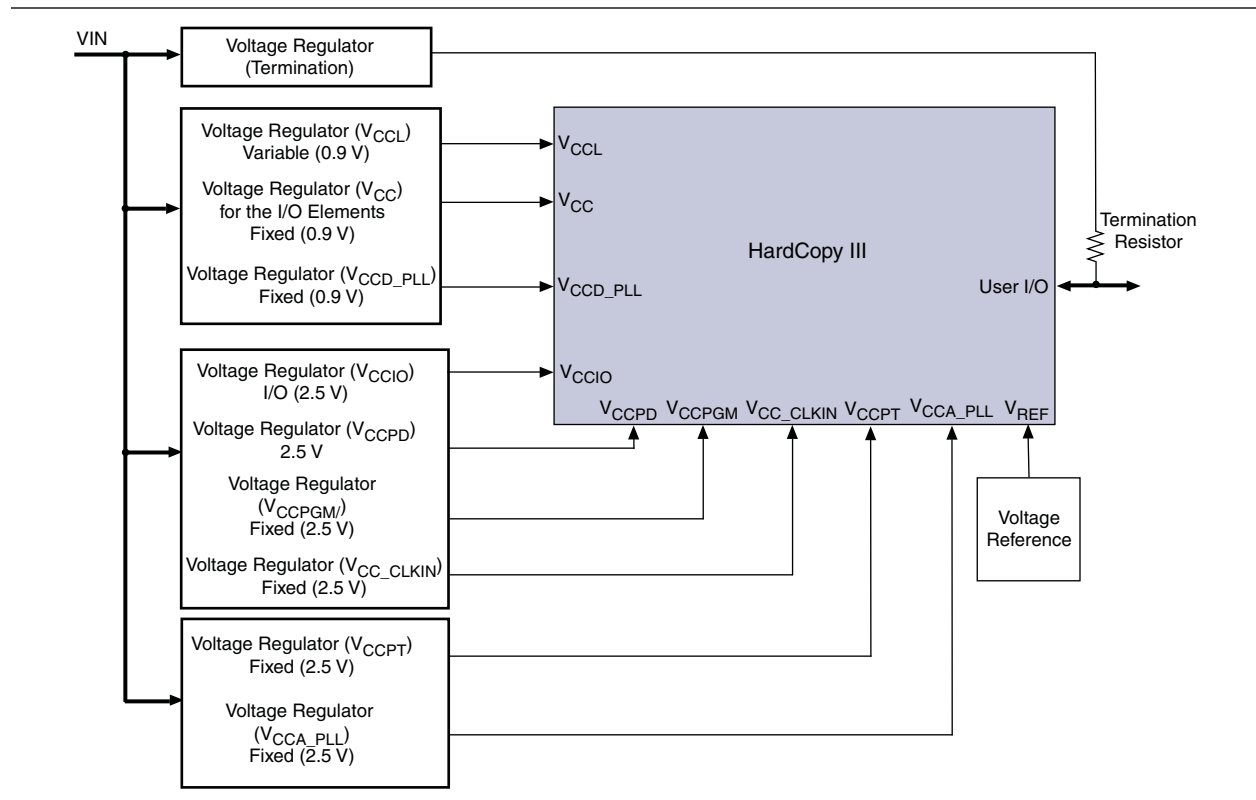 VIN
Voltage Regulator
(Termination)
Voltage Regulator (VCCL)
Variable (0.9 V)
Voltage Regulator (VCC)
for the I/O Elements
Fixed (0.9 V)
Voltage Regulator (VCCD_PLL)
Fixed (0.9 V)
Voltage Regulator (VCCIO)
I/O (2.5 V)
Voltage Regulator (VCCPD)
2.5 V
Voltage Regulator
(VCCPGM/)
Fixed (2.5 V)
Voltage Regulator (VCC_CLKIN)
Fixed (2.5 V)
Voltage Regulator (VCCPT)
Fixed (2.5 V)
Voltage Regulator
(VCCA_PLL)
Fixed (2.5 V)
VCCL
VCC
VCCD_PLL
VCCIO
HardCopy III
User I/O
VCCPD VCCPGM VCC_CLKIN VCCPT VCCA_PLL VREF
Termination
Resistor
Voltage
Reference